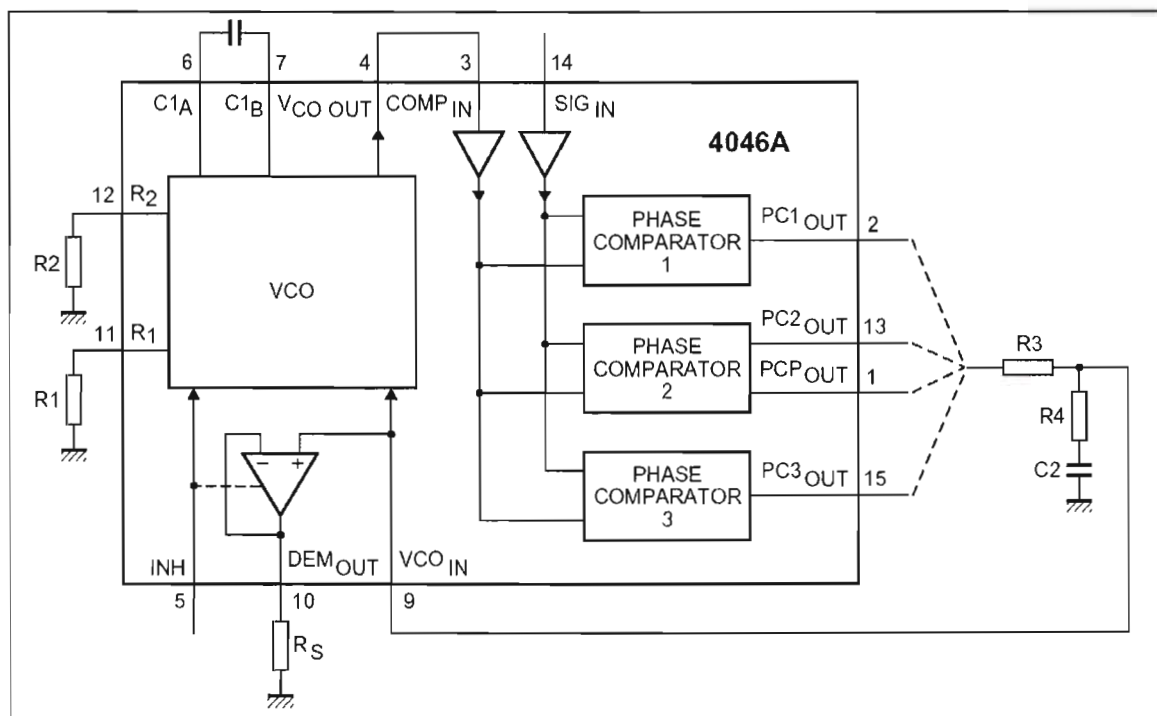 6 7 4 3 14
C1A C1B VCO OUT COMPIN SIGIN
4046A
12 R2
R2
PHASE COMPARATOR 1
PC1OUT 2
VCO
11 R1
R1
PHASE COMPARATOR 2
PC2OUT 13
PCPOUT 1
R3
R4
C2
PHASE COMPARATOR 3
PC3OUT 15
− +
INH DEMOUT VCOIN
5 10 9
RS